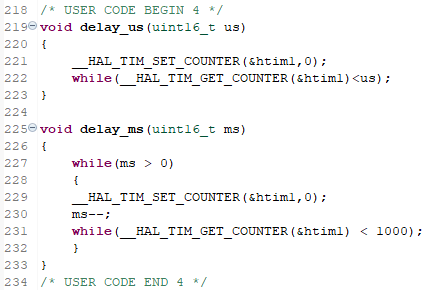 218 /* USER CODE BEGIN 4 */
219 void delay_us(uint16_t us)
220 {
221     __HAL_TIM_SET_COUNTER(&htim1,0);
222     while(__HAL_TIM_GET_COUNTER(&htim1)<us);
223 }
224
225 void delay_ms(uint16_t ms)
226 {
227     while(ms > 0)
228     {
229     __HAL_TIM_SET_COUNTER(&htim1,0);
230     ms--;
231     while(__HAL_TIM_GET_COUNTER(&htim1) < 1000);
232     }
233 }
234 /* USER CODE END 4 */